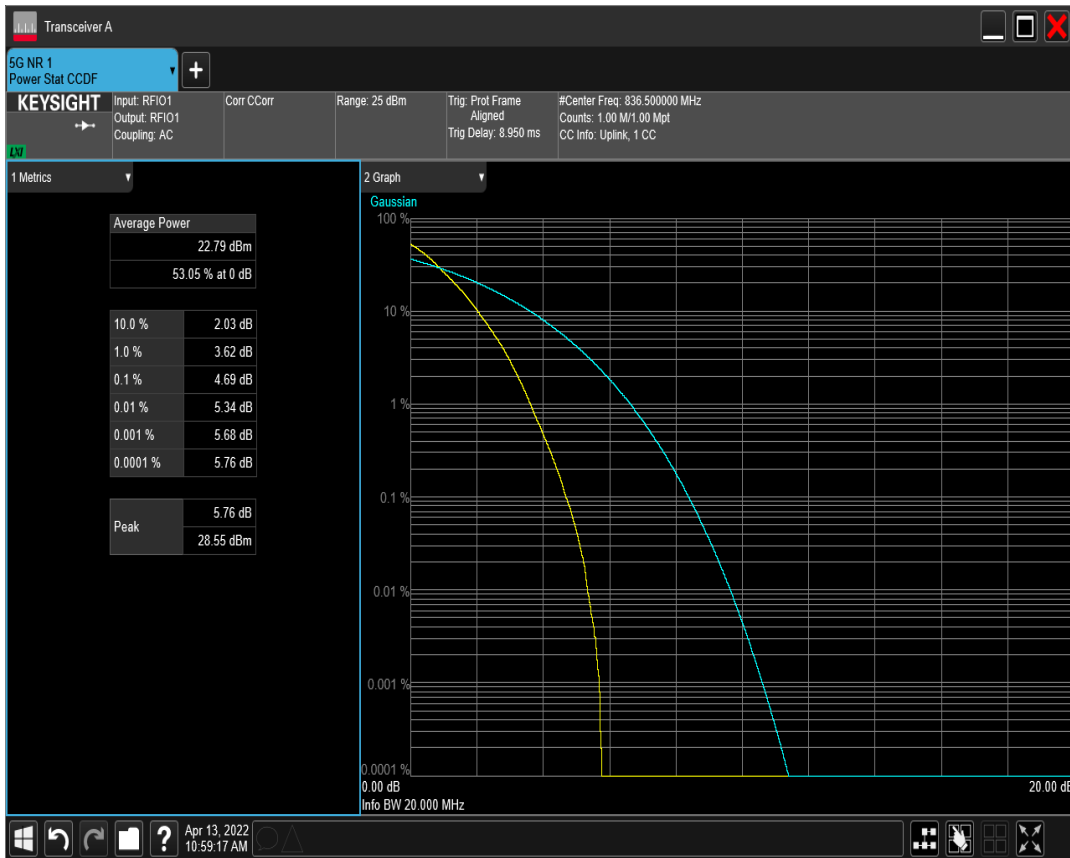 Transceiver A
5G NR 1
Power Stat CCDF
+
KEYSIGHT
LXI
Input: RFIO1
Output: RFIO1
Coupling: AC
Corr CCorr
Range: 25 dBm
Trig: Prot Frame
Aligned
Trig Delay: 8.950 ms
#Center Freq: 836.500000 MHz
Counts: 1.00 M/1.00 Mpt
CC Info: Uplink, 1 CC
1 Metrics
Average Power
22.79 dBm
53.05 % at 0 dB
10.0 % 2.03 dB
1.0 % 3.62 dB
0.1 % 4.69 dB
0.01 % 5.34 dB
0.001 % 5.68 dB
0.0001 % 5.76 dB
Peak
5.76 dB
28.55 dBm
2 Graph
Gaussian
100 %
10 %
1 %
0.1 %
0.01 %
0.001 %
0.0001 %
0.00 dB 20.00 dB
Info BW 20.000 MHz
?
Apr 13, 2022
10:59:17 AM